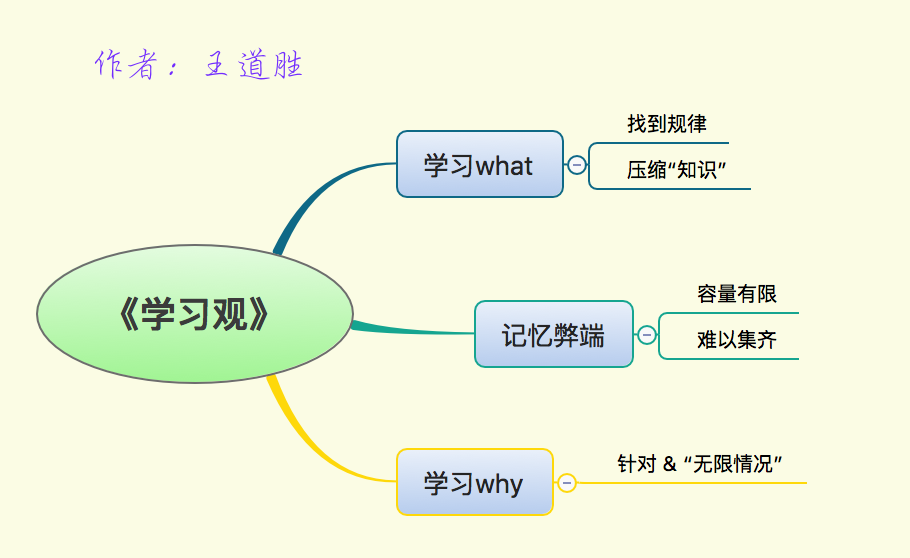 作者：王道胜
《学习观》
学习what
找到规律
压缩“知识”
记忆弊端
容量有限
难以集齐
学习why
针对 & “无限情况”